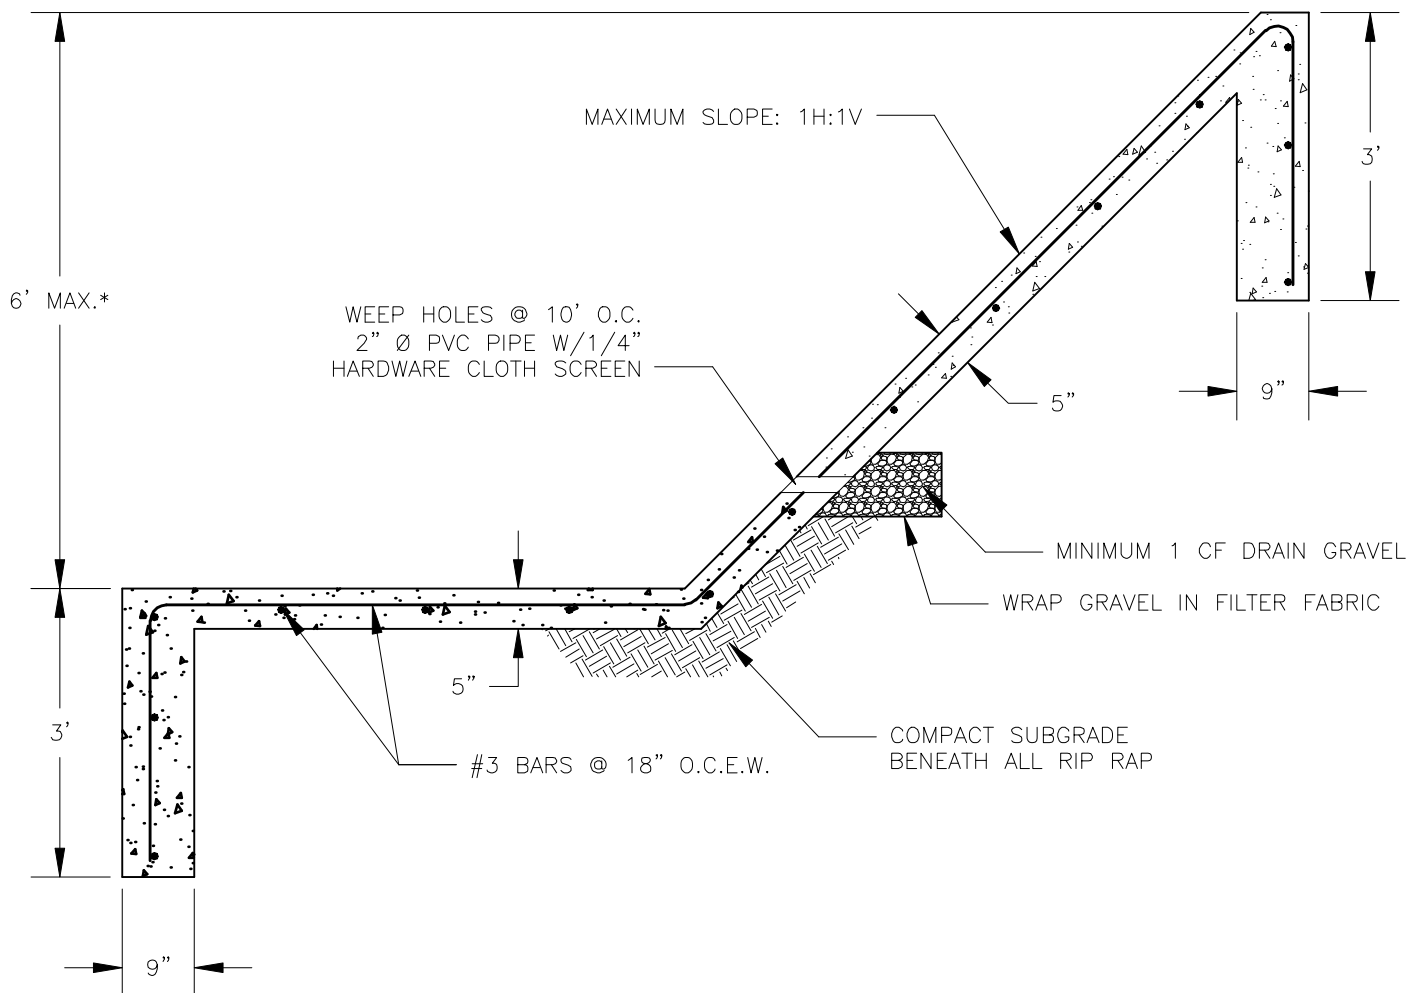 MAXIMUM SLOPE: 1H:1V
3'
6' MAX.*
WEEP HOLES @ 10' O.C.
2" Ø PVC PIPE W/1/4"
HARDWARE CLOTH SCREEN
9"
5"
MINIMUM 1 CF DRAIN GRAVEL
WRAP GRAVEL IN FILTER FABRIC
5"
3'
COMPACT SUBGRADE
BENEATH ALL RIP RAP
#3 BARS @ 18" O.C.E.W.
9"